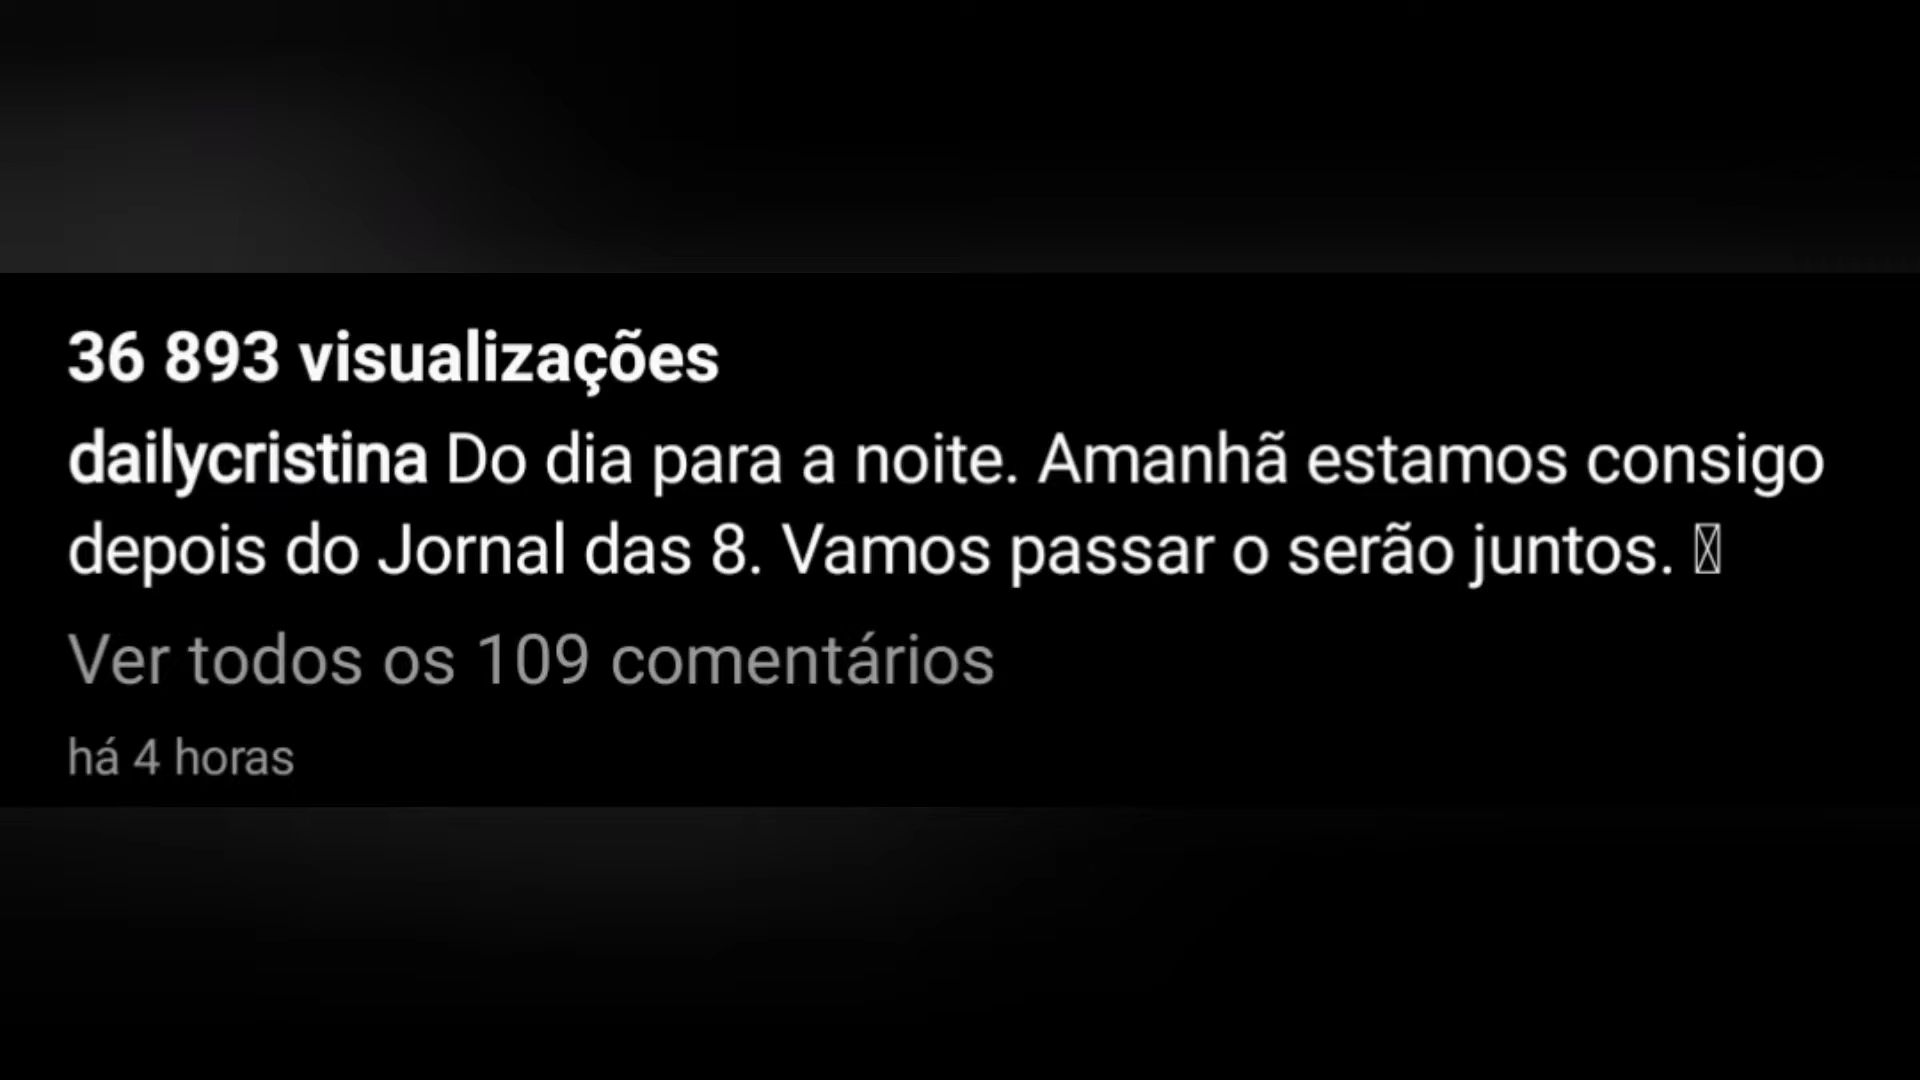 36 893 visualizações
dailycristina Do dia para a noite. Amanhã estamos consigo
depois do Jornal das 8. Vamos passar o serão juntos.
Ver todos os 109 comentários
há 4 horas